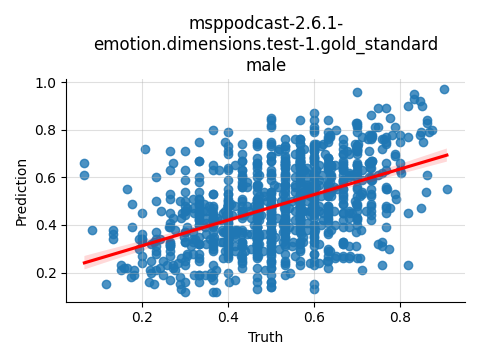 msppodcast-2.6.1-
emotion.dimensions.test-1.gold_standard
male
1.0
0.8
0.6
0.4
0.2
Prediction
0.2
0.4
0.6
0.8
Truth